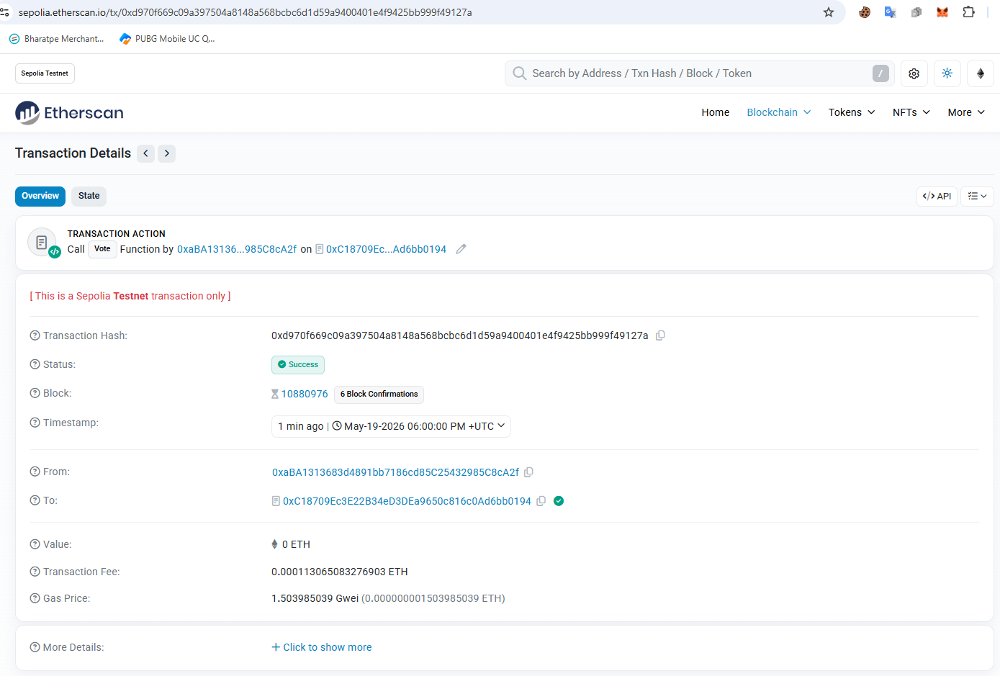 sepolia.etherscan.io/tx/0xd970f669c09a397504a8148a568bcbc6d1d59a9400401e4f9425bb999f49127a
Bharatpe Merchant... PUBG Mobile UC Q...
Sepolia Testnet Search by Address / Txn Hash / Block / Token /
Etherscan Home Blockchain Tokens NFTs More
Transaction Details
Overview State API
TRANSACTION ACTION
Call Vote Function by 0xaBA13136...985C8cA2f on 0xC18709Ec...Ad6bb0194
[ This is a Sepolia Testnet transaction only ]
Transaction Hash: 0xd970f669c09a397504a8148a568bcbc6d1d59a9400401e4f9425bb999f49127a
Status: Success
Block: 10880976 6 Block Confirmations
Timestamp: 1 min ago | May-19-2026 06:00:00 PM +UTC
From: 0xaBA1313683d4891bb7186cd85C25432985C8cA2f
To: 0xC18709Ec3E22B34eD3DEa9650c816c0Ad6bb0194
Value: 0 ETH
Transaction Fee: 0.000113065083276903 ETH
Gas Price: 1.503985039 Gwei (0.000000001503985039 ETH)
More Details: + Click to show more